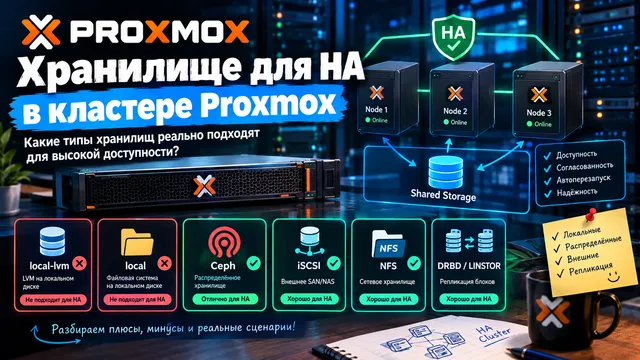 PROXMOX
Хранилище для HA
в кластере Proxmox
Какие типы хранилищ реально подходят
для высокой доступности?
HA
Node 1
Online
Node 2
Online
Node 3
Online
Shared Storage
Доступность
Согласованность
Автоперезапуск
Надёжность
local-lvm
LVM на локальном
диске
Не подходит для HA
local
Файловая система
на локальном диске
Не подходит для HA
Ceph
Распределённое
хранилище
Отлично для HA
iSCSI
Внешнее SAN/NAS
Хорошо для HA
NFS
NFS
Сетевое хранилище
Хорошо для HA
DRBD / LINSTOR
Репликация блоков
Хорошо для HA
Локальные
Распределённые
Внешние
Репликация
Разбираем плюсы, минусы и реальные сценарии!
HA
Cluster